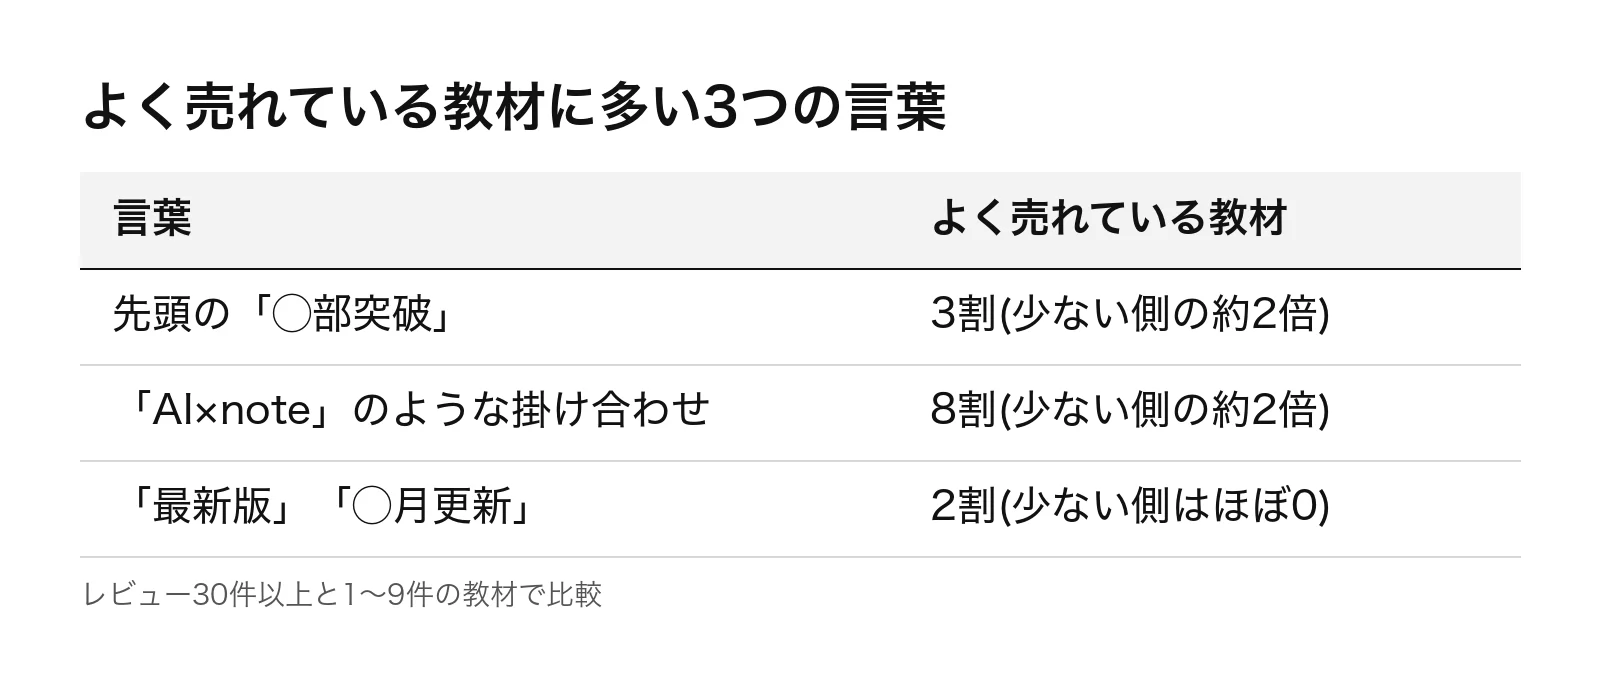 よく売れている教材に多い3つの言葉
言葉 よく売れている教材
先頭の「◯部突破」 3割(少ない側の約2倍)
「AI×note」のような掛け合わせ 8割(少ない側の約2倍)
「最新版」「◯月更新」 2割(少ない側はほぼ0)
レビュー30件以上と1〜9件の教材で比較